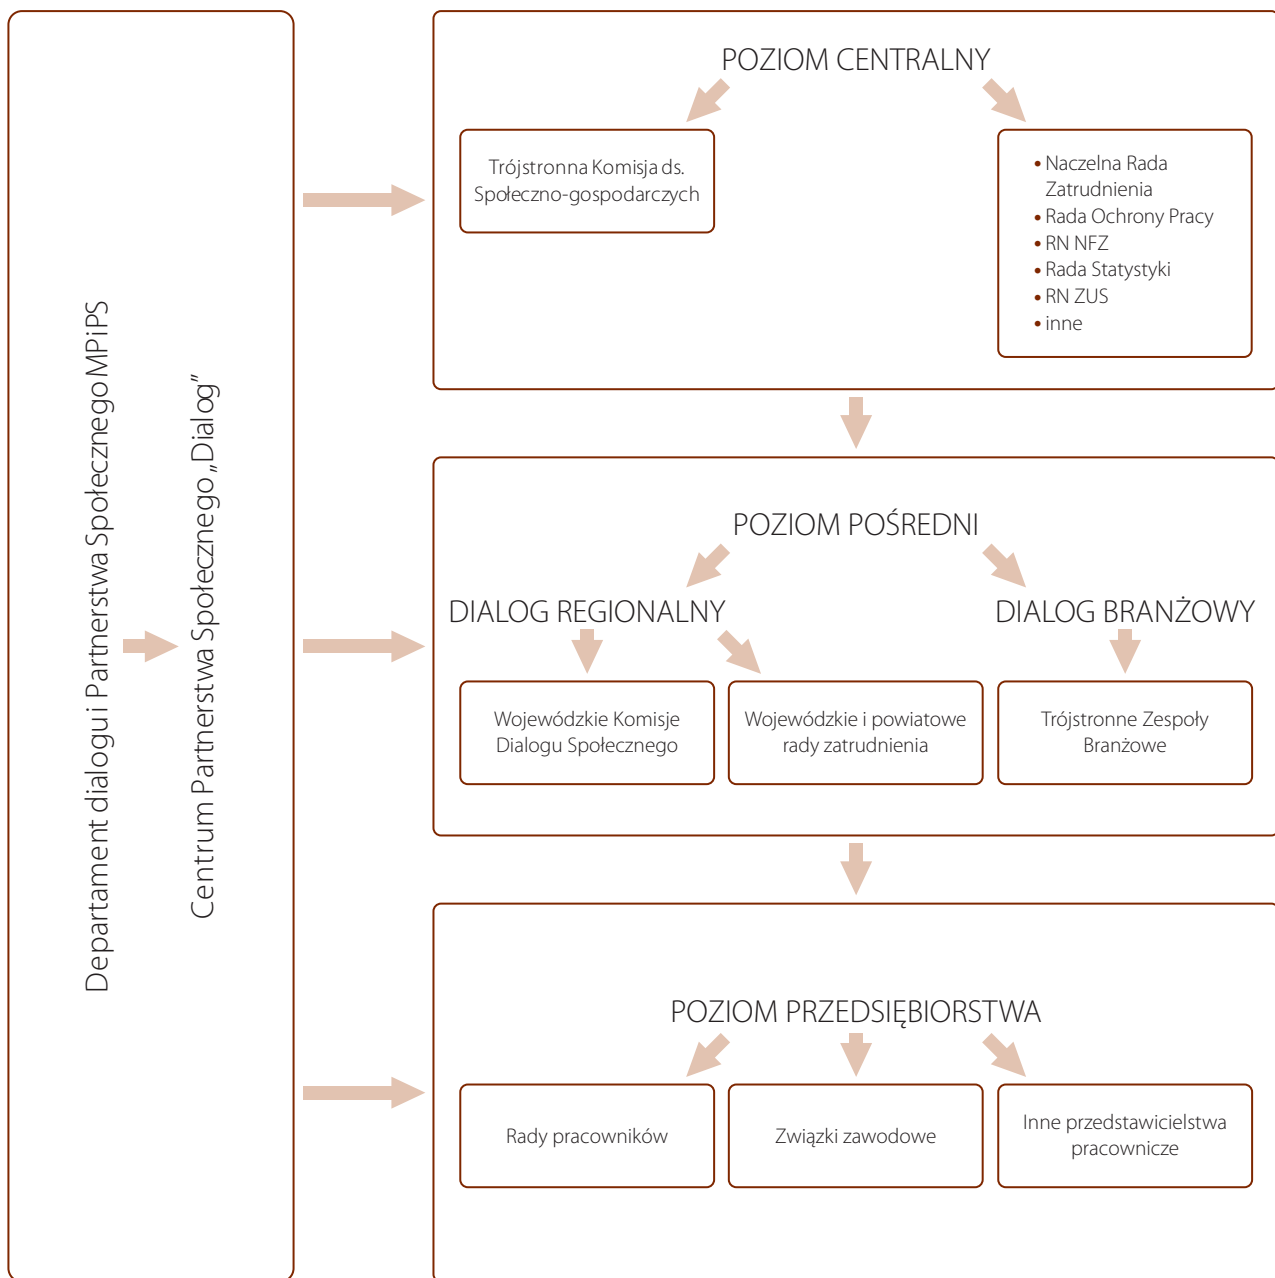 Departament dialogu i Partnerstwa Społecznego MPiPS
Centrum Partnerstwa Społecznego „Dialog”
POZIOM CENTRALNY
Trójstronna Komisja ds.
Społeczno-gospodarczych
• Naczelna Rada
Zatrudnienia
• Rada Ochrony Pracy
• RN NFZ
• Rada Statystyki
• RN ZUS
• inne
POZIOM POŚREDNI
DIALOG REGIONALNY
DIALOG BRANŻOWY
Wojewódzkie Komisje
Dialogu Społecznego
Wojewódzkie i powiatowe
rady zatrudnienia
Trójstronne Zespoły
Branżowe
POZIOM PRZEDSIĘBIORSTWA
Rady pracowników
Związki zawodowe
Inne przedstawicielstwa
pracownicze